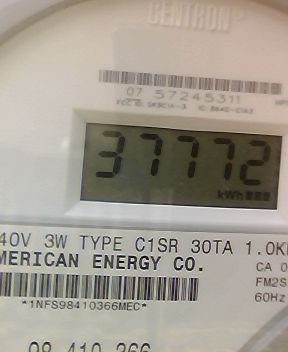 CENTRON
07 57245311
37772
kWh
40V 3W TYPE C1SR 30TA 1.0K
MERICAN ENERGY CO. CA 0
FM2S
*1NFS98410366MEC* 60Hz
98 410 366